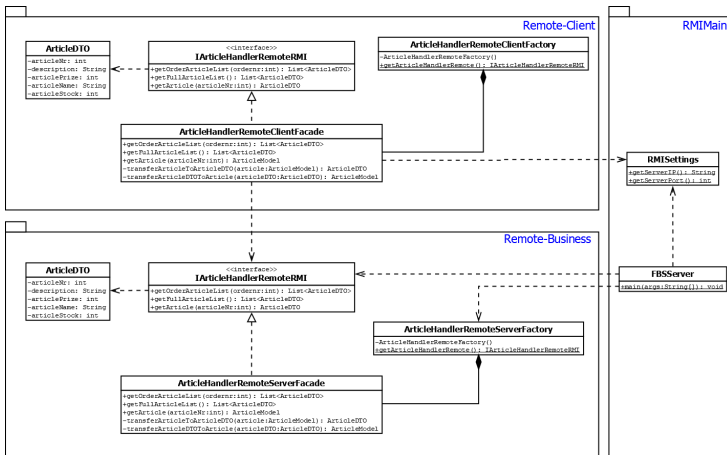 Remote-Client
RMIMain
ArticleDTO
-articleNr: int
-description: String
-articlePrize: int
-articleName: String
-articleStock: int
<<interface>>
IArticleHandlerRemoteRMI
+getOrderArticleList(ordernr:int): List<ArticleDTO>
+getFullArticleList(): List<ArticleDTO>
+getArticle(articleNr:int): ArticleDTO
ArticleHandlerRemoteClientFactory
-ArticleHandlerRemoteFactory()
+getArticleHandlerRemote(): IArticleHandlerRemoteRMI
ArticleHandlerRemoteClientFacade
+getOrderArticleList(ordernr:int): List<ArticleDTO>
+getFullArticleList(): List<ArticleDTO>
+getArticle(articleNr:int): ArticleModel
-transferArticleToArticleDTO(article:ArticleModel): ArticleDTO
-transferArticleDTOToArticle(articleDTO:ArticleDTO): ArticleModel
RMISettings
+getServerIP(): String
+getServerPort(): int
Remote-Business
ArticleDTO
-articleNr: int
-description: String
-articlePrize: int
-articleName: String
-articleStock: int
<<interface>>
IArticleHandlerRemoteRMI
+getOrderArticleList(ordernr:int): List<ArticleDTO>
+getFullArticleList(): List<ArticleDTO>
+getArticle(articleNr:int): ArticleDTO
FBSServer
+main(args:String[]): void
ArticleHandlerRemoteServerFactory
-ArticleHandlerRemoteFactory()
+getArticleHandlerRemote(): IArticleHandlerRemoteRMI
ArticleHandlerRemoteServerFacade
+getOrderArticleList(ordernr:int): List<ArticleDTO>
+getFullArticleList(): List<ArticleDTO>
+getArticle(articleNr:int): ArticleModel
-transferArticleToArticleDTO(article:ArticleModel): ArticleDTO
-transferArticleDTOToArticle(articleDTO:ArticleDTO): ArticleModel